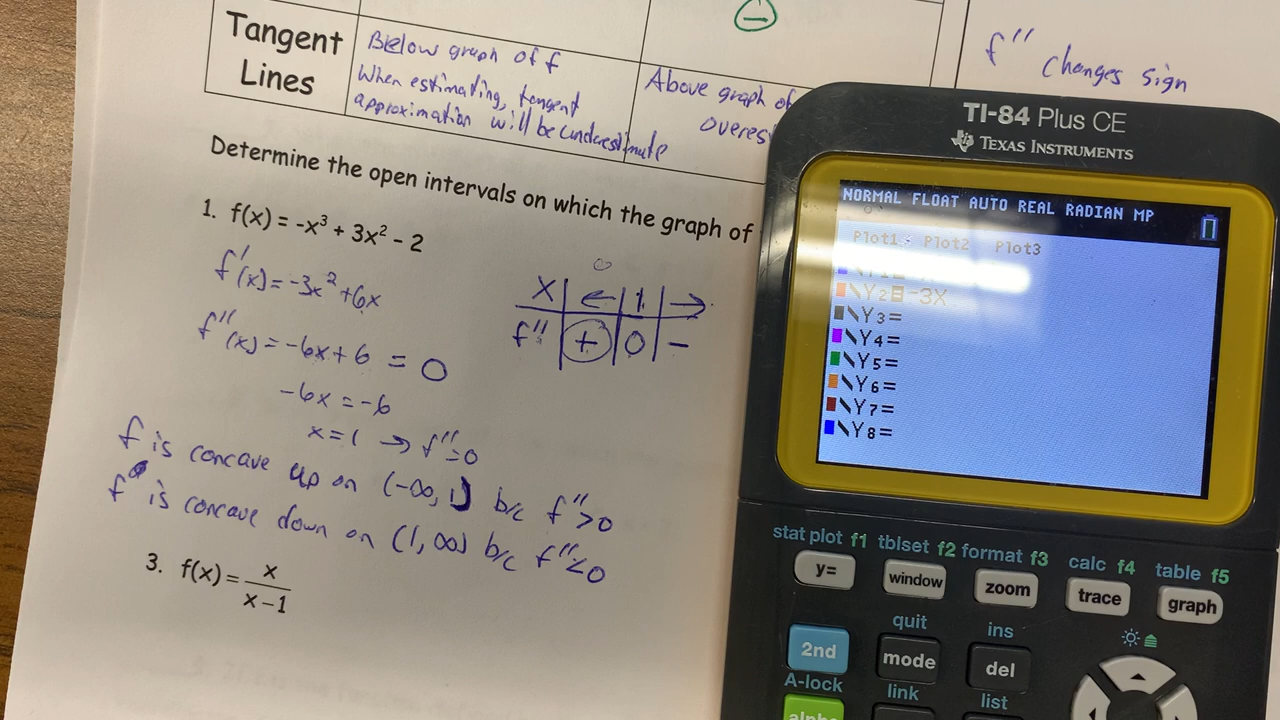 ⊖
Tangent
Lines
Below graph of f
When estimating, tangent
approximation will be underestimate
Above graph of
overes
f'' changes sign
Determine the open intervals on which the graph of
1. f(x) = -x³ + 3x² - 2
f'(x) = -3x² + 6x
f''(x) = -6x + 6 = 0
-6x = -6
x = 1 → f'' = 0
X ← 1 →
f'' + 0 -
f is concave up on (-∞, 1) b/c f'' > 0
f is concave down on (1, ∞) b/c f'' < 0
3. f(x) = x/(x-1)
TI-84 Plus CE
TEXAS INSTRUMENTS
NORMAL FLOAT AUTO REAL RADIAN MP
Plot1 Plot2 Plot3
\Y2=-3X
\Y3=
\Y4=
\Y5=
\Y6=
\Y7=
\Y8=
stat plot f1 tblset f2 format f3 calc f4 table f5
y= window zoom trace graph
quit ins
2nd mode del
A-lock link list
alpha